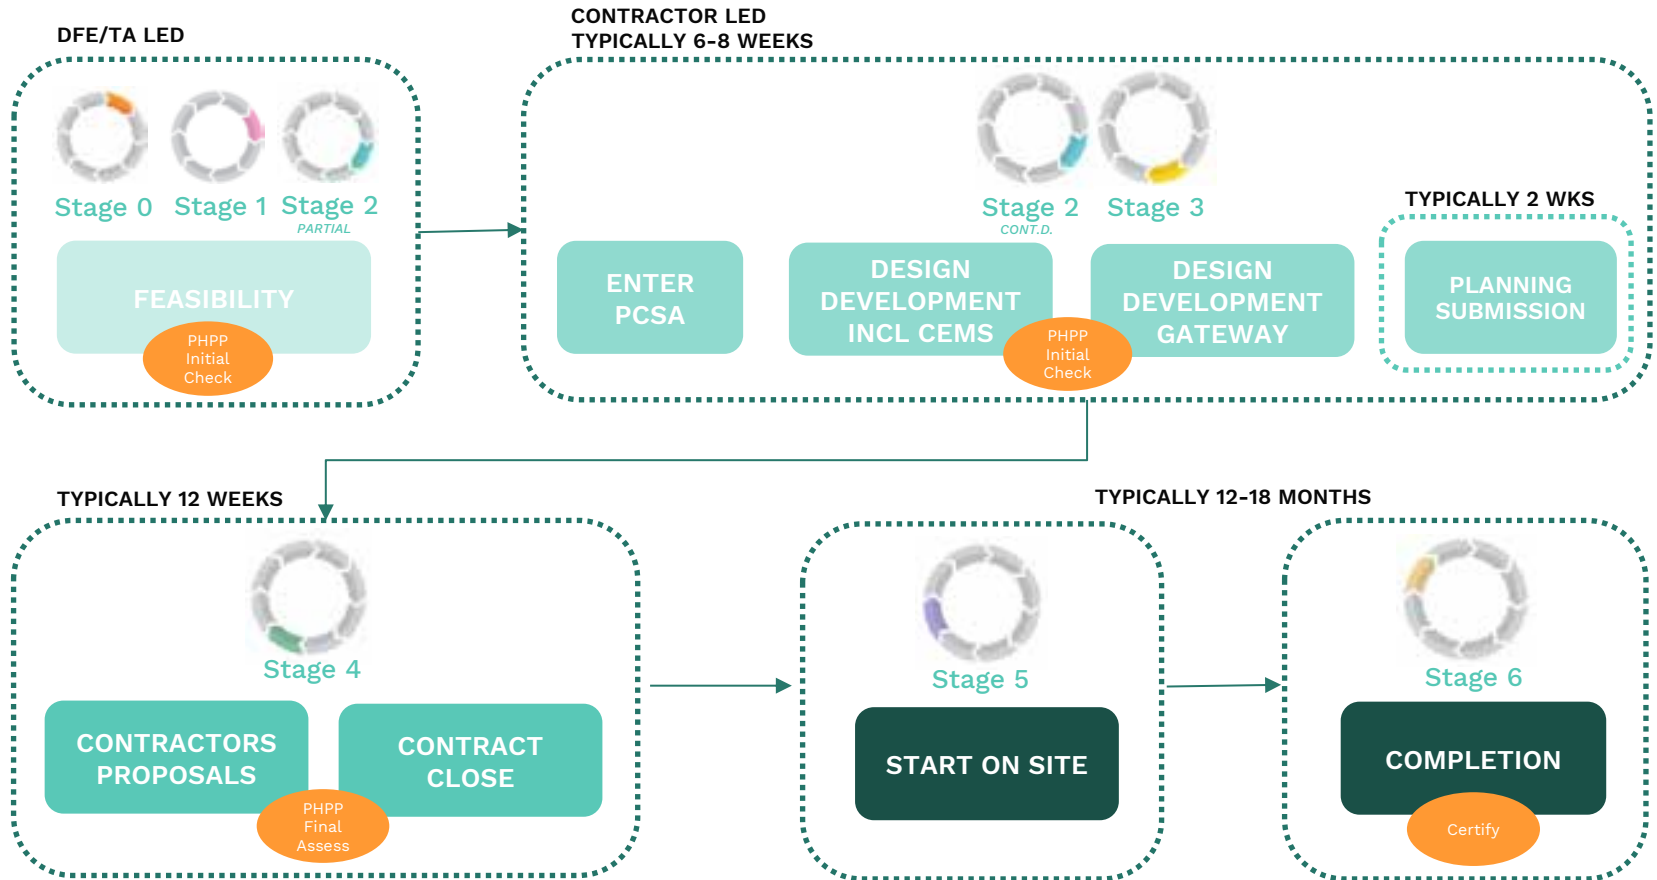 DFE/TA LED
Stage 0
Stage 1
Stage 2
PARTIAL
FEASIBILITY
PHPP
Initial
Check
CONTRACTOR LED
TYPICALLY 6-8 WEEKS
Stage 2
CONT.D.
Stage 3
ENTER
PCSA
DESIGN
DEVELOPMENT
INCL CEMS
PHPP
Initial
Check
DESIGN
DEVELOPMENT
GATEWAY
TYPICALLY 2 WKS
PLANNING
SUBMISSION
TYPICALLY 12 WEEKS
Stage 4
CONTRACTORS
PROPOSALS
PHPP
Final
Assess
CONTRACT
CLOSE
TYPICALLY 12-18 MONTHS
Stage 5
START ON SITE
Stage 6
COMPLETION
Certify